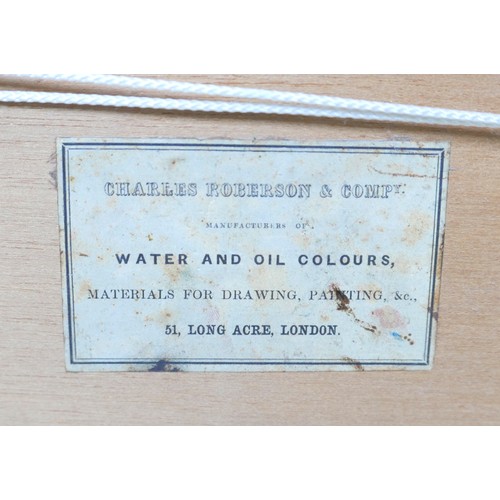 CHARLES ROBERSON & COMPY.
MANUFACTURERS OF
WATER AND OIL COLOURS,
MATERIALS FOR DRAWING, PAINTING, &c.,
51, LONG ACRE, LONDON.